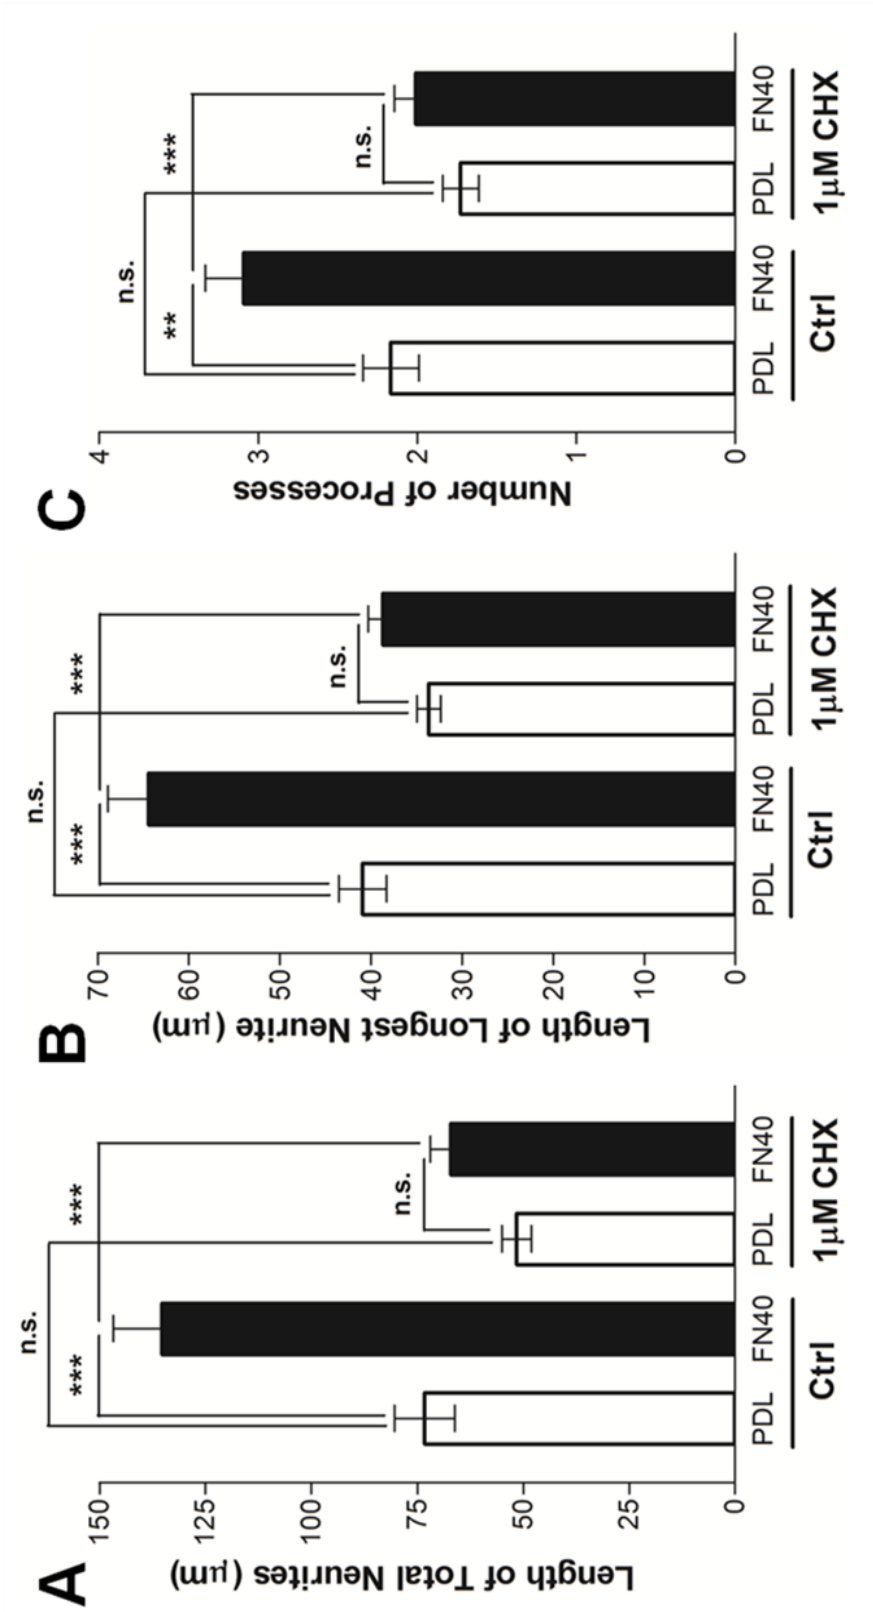 A
Length of Total Neurites (μm)
150
125
100
75
50
25
0
n.s.
***
***
n.s.
PDL FN40 PDL FN40
Ctrl 1μM CHX
B
Length of Longest Neurite (μm)
70
60
50
40
30
20
10
0
n.s.
***
***
n.s.
PDL FN40 PDL FN40
Ctrl 1μM CHX
C
Number of Processes
4
3
2
1
0
n.s.
**
***
n.s.
PDL FN40 PDL FN40
Ctrl 1μM CHX